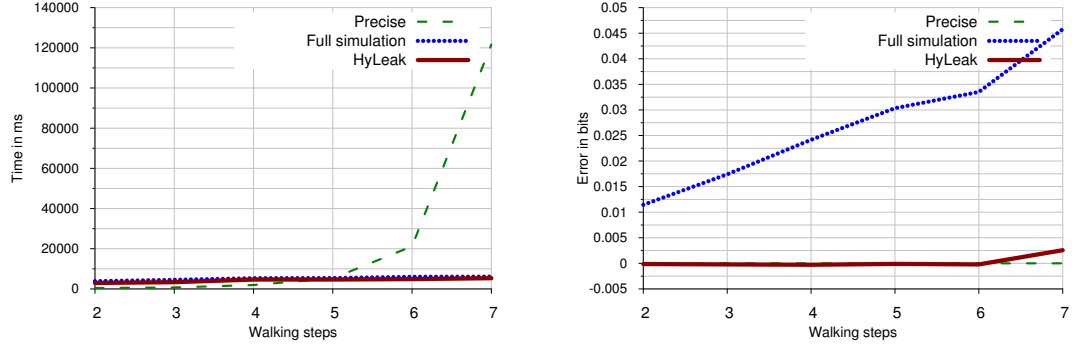 140000
120000
100000
80000
60000
40000
20000
0
Time in ms
Precise
Full simulation
HyLeak
2 3 4 5 6 7
Walking steps
0.05
0.045
0.04
0.035
0.03
0.025
0.02
0.015
0.01
0.005
0
-0.005
Error in bits
Precise
Full simulation
HyLeak
2 3 4 5 6 7
Walking steps